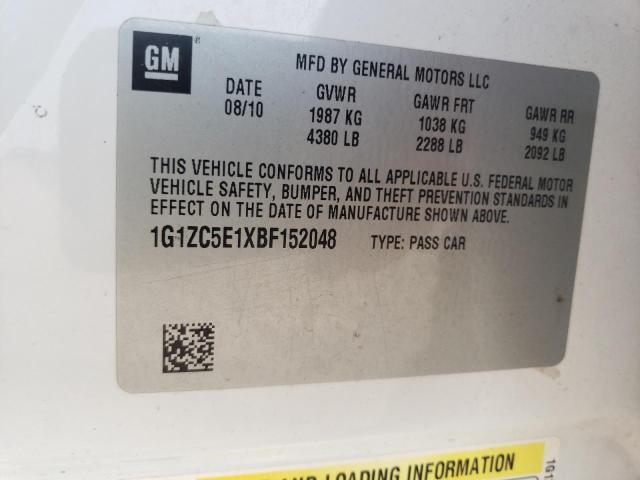 GM
MFD BY GENERAL MOTORS LLC
DATE GVWR GAWR FRT GAWR RR
08/10 1987 KG 1038 KG 949 KG
4380 LB 2288 LB 2092 LB
THIS VEHICLE CONFORMS TO ALL APPLICABLE U.S. FEDERAL MOTOR
VEHICLE SAFETY, BUMPER, AND THEFT PREVENTION STANDARDS IN
EFFECT ON THE DATE OF MANUFACTURE SHOWN ABOVE.
1G1ZC5E1XBF152048 TYPE: PASS CAR
AND LOADING INFORMATION
1G1